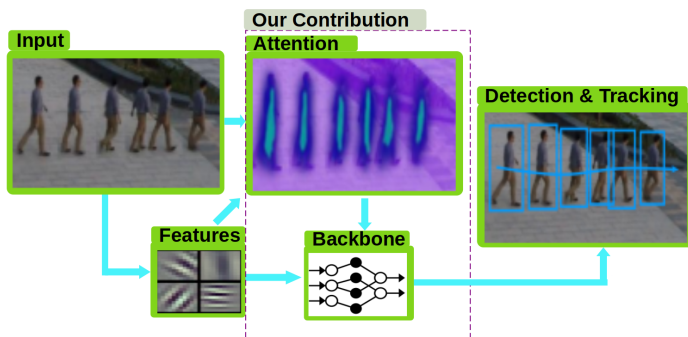 Our Contribution
Input
Attention
Detection & Tracking
Features
Backbone